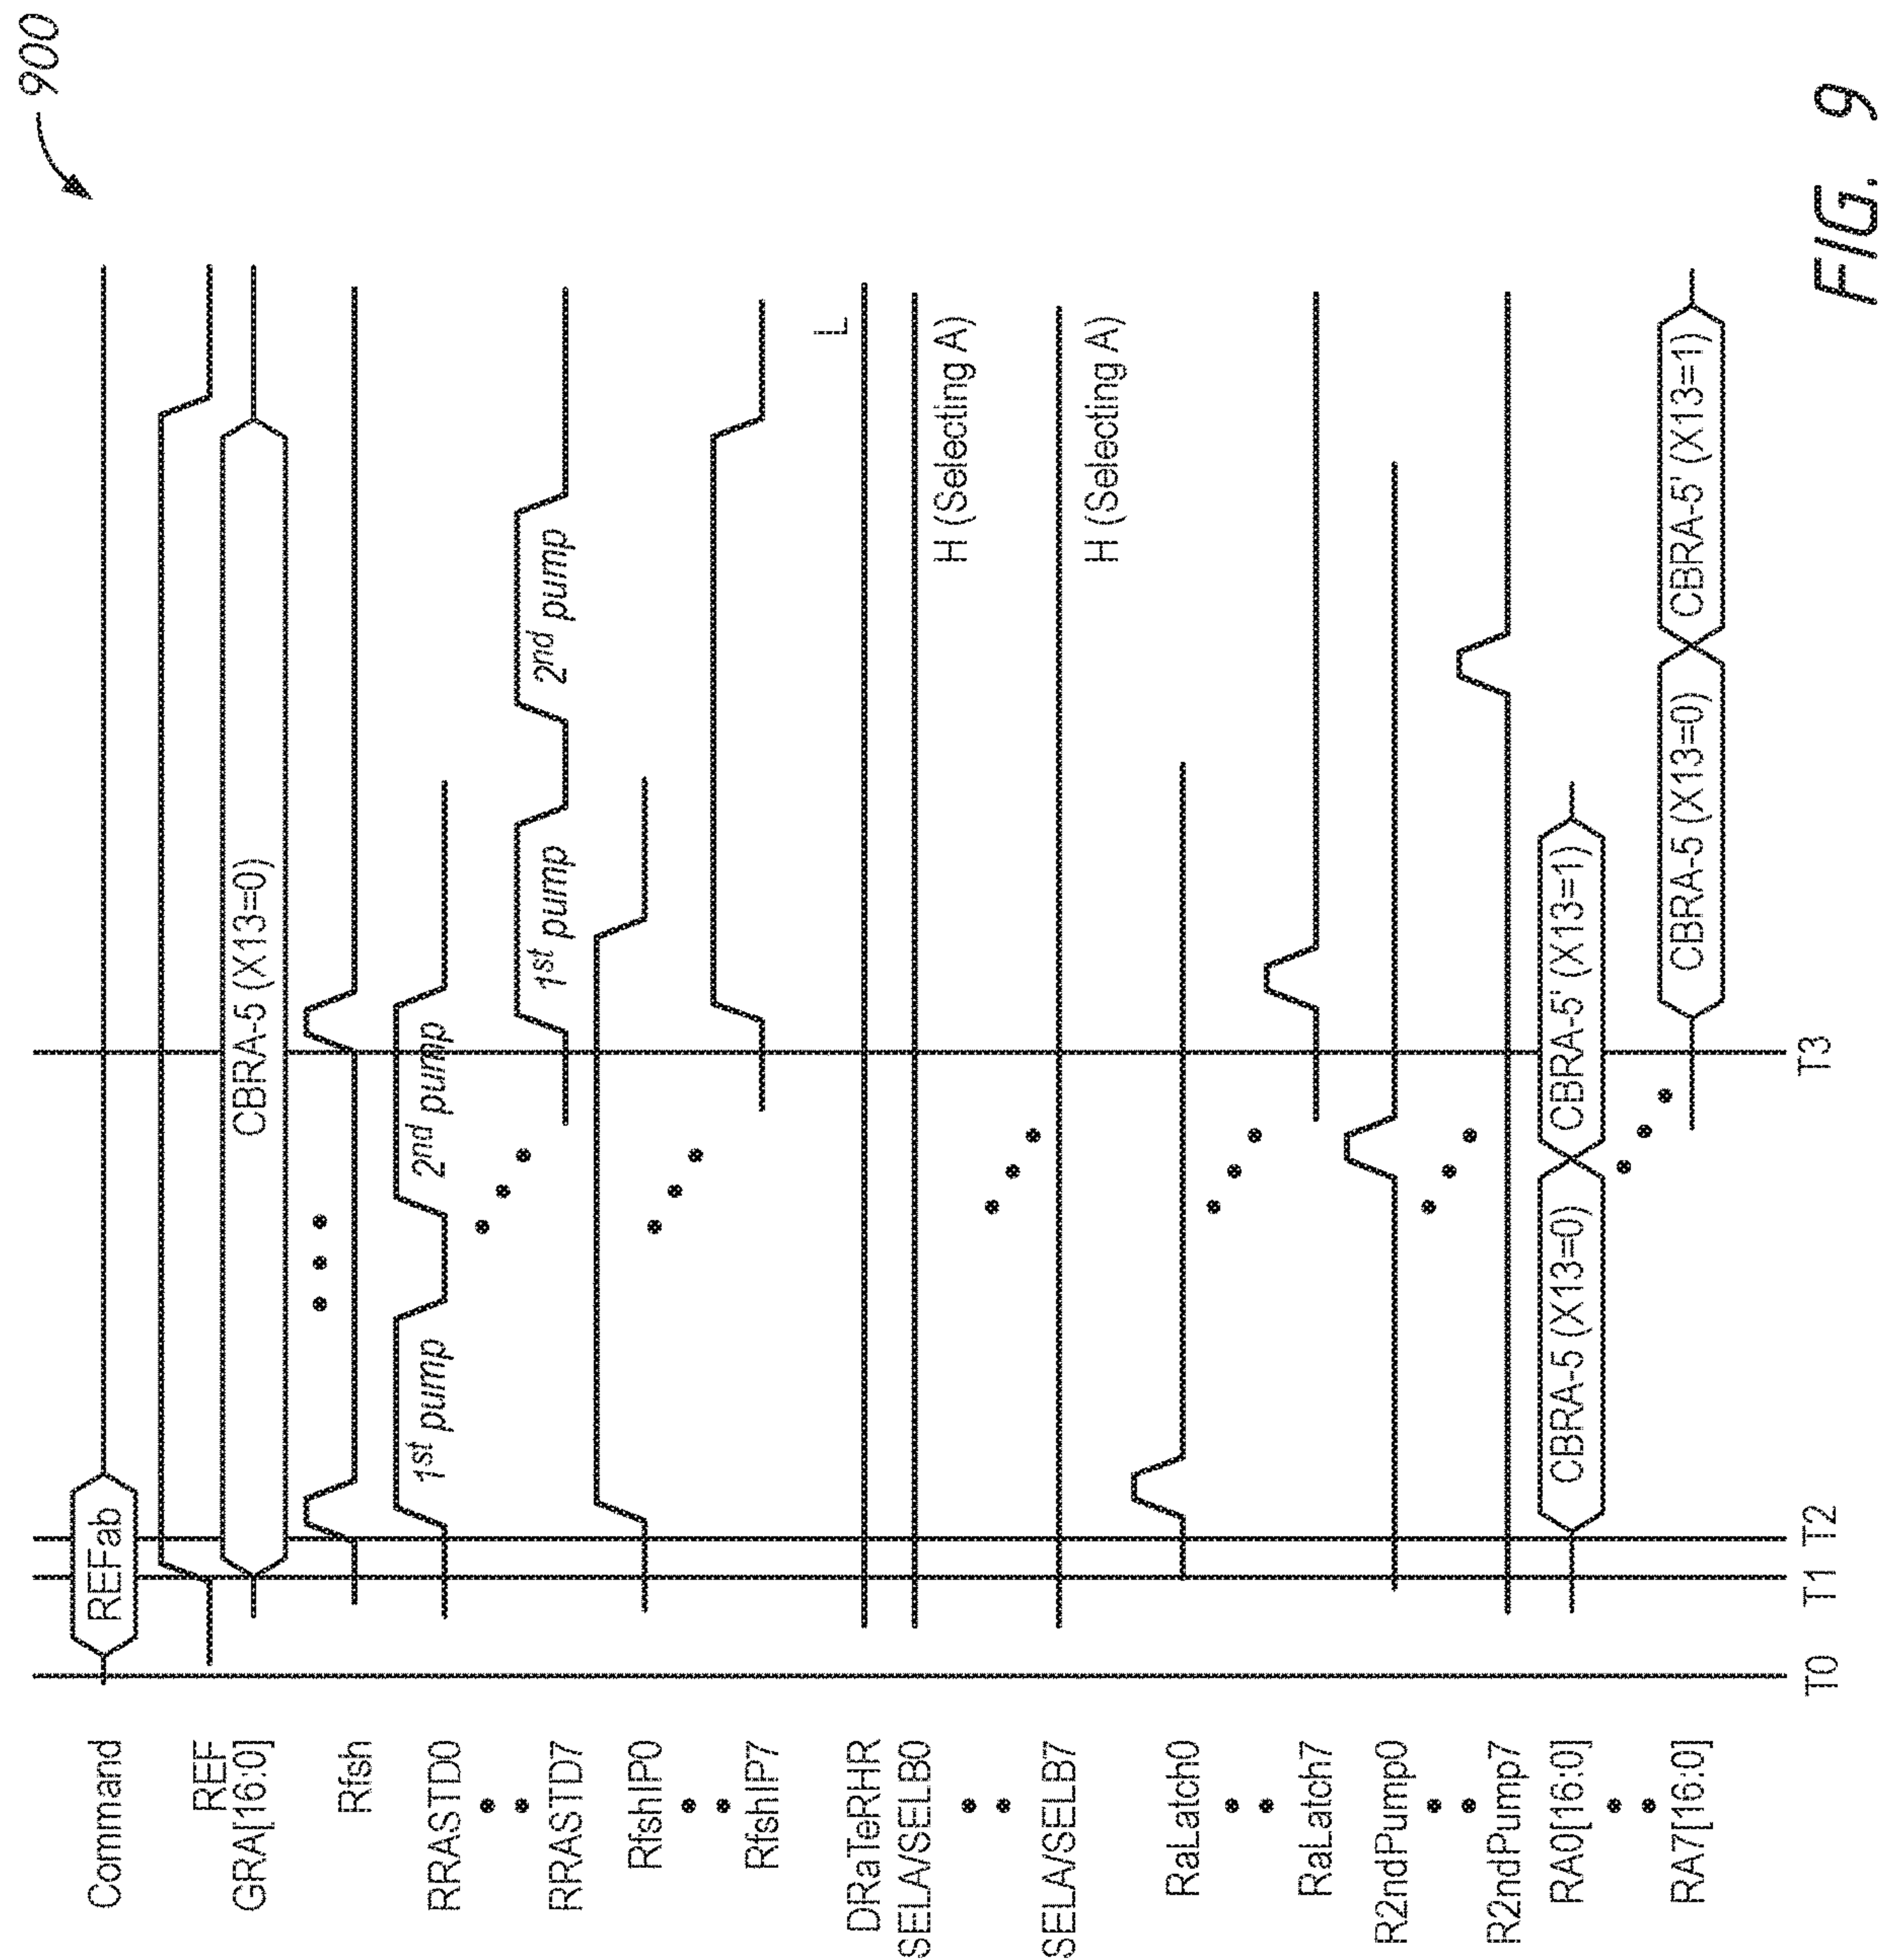 900
Command
REFab
REF
GRA[16:0]
CBRA-5 (X13=0)
Rfsh
RRASTD0
1st pump
2nd pump
RRASTD7
1st pump
2nd pump
RfshIP0
RfshIP7
DRaTeRHR
L
SELA/SELB0
H (Selecting A)
SELA/SELB7
H (Selecting A)
RaLatch0
RaLatch7
R2ndPump0
R2ndPump7
RA0[16:0]
CBRA-5 (X13=0)
CBRA-5' (X13=1)
RA7[16:0]
CBRA-5 (X13=0)
CBRA-5' (X13=1)
T0
T1
T2
T3
FIG. 9